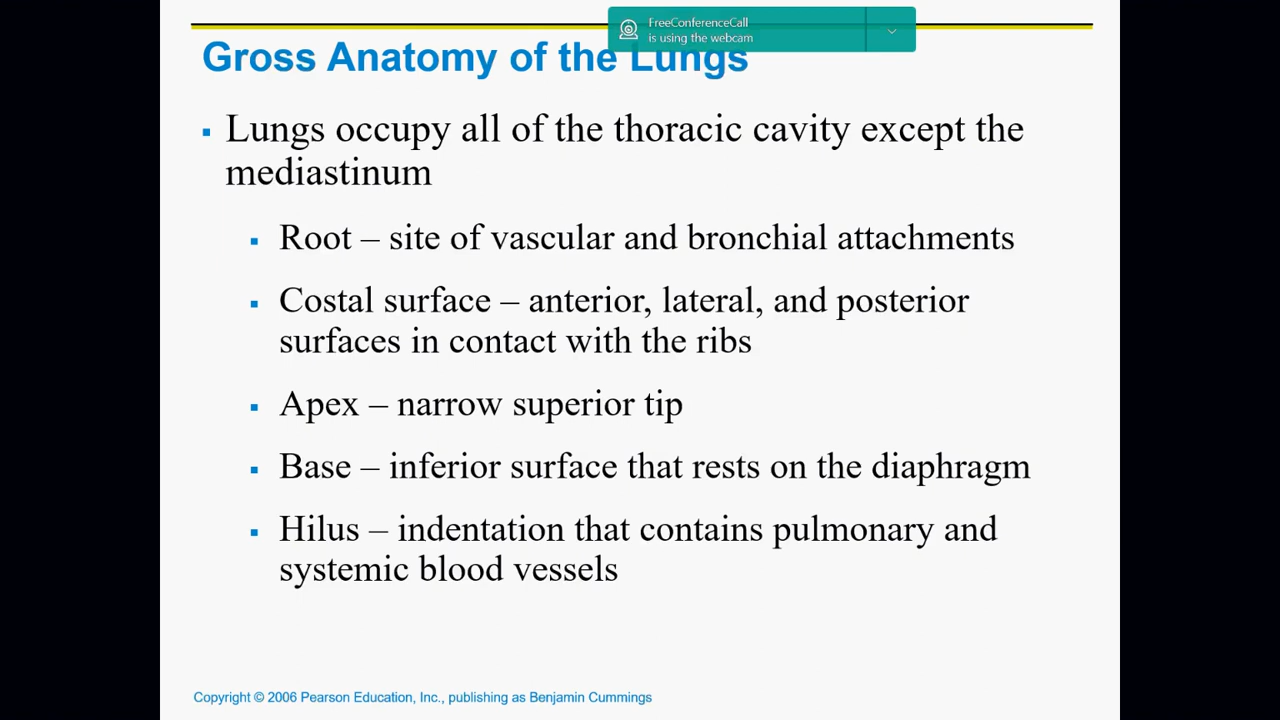 FreeConferenceCall
is using the webcam
Gross Anatomy of the Lungs
▪ Lungs occupy all of the thoracic cavity except the
mediastinum
▪ Root – site of vascular and bronchial attachments
▪ Costal surface – anterior, lateral, and posterior
surfaces in contact with the ribs
▪ Apex – narrow superior tip
▪ Base – inferior surface that rests on the diaphragm
▪ Hilus – indentation that contains pulmonary and
systemic blood vessels
Copyright © 2006 Pearson Education, Inc., publishing as Benjamin Cummings